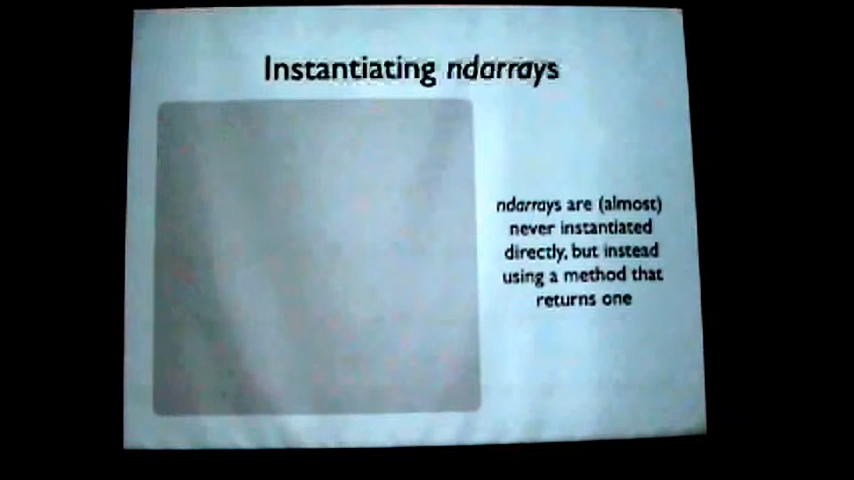 Instantiating ndarrays
ndarrays are (almost)
never instantiated
directly, but instead
using a method that
returns one